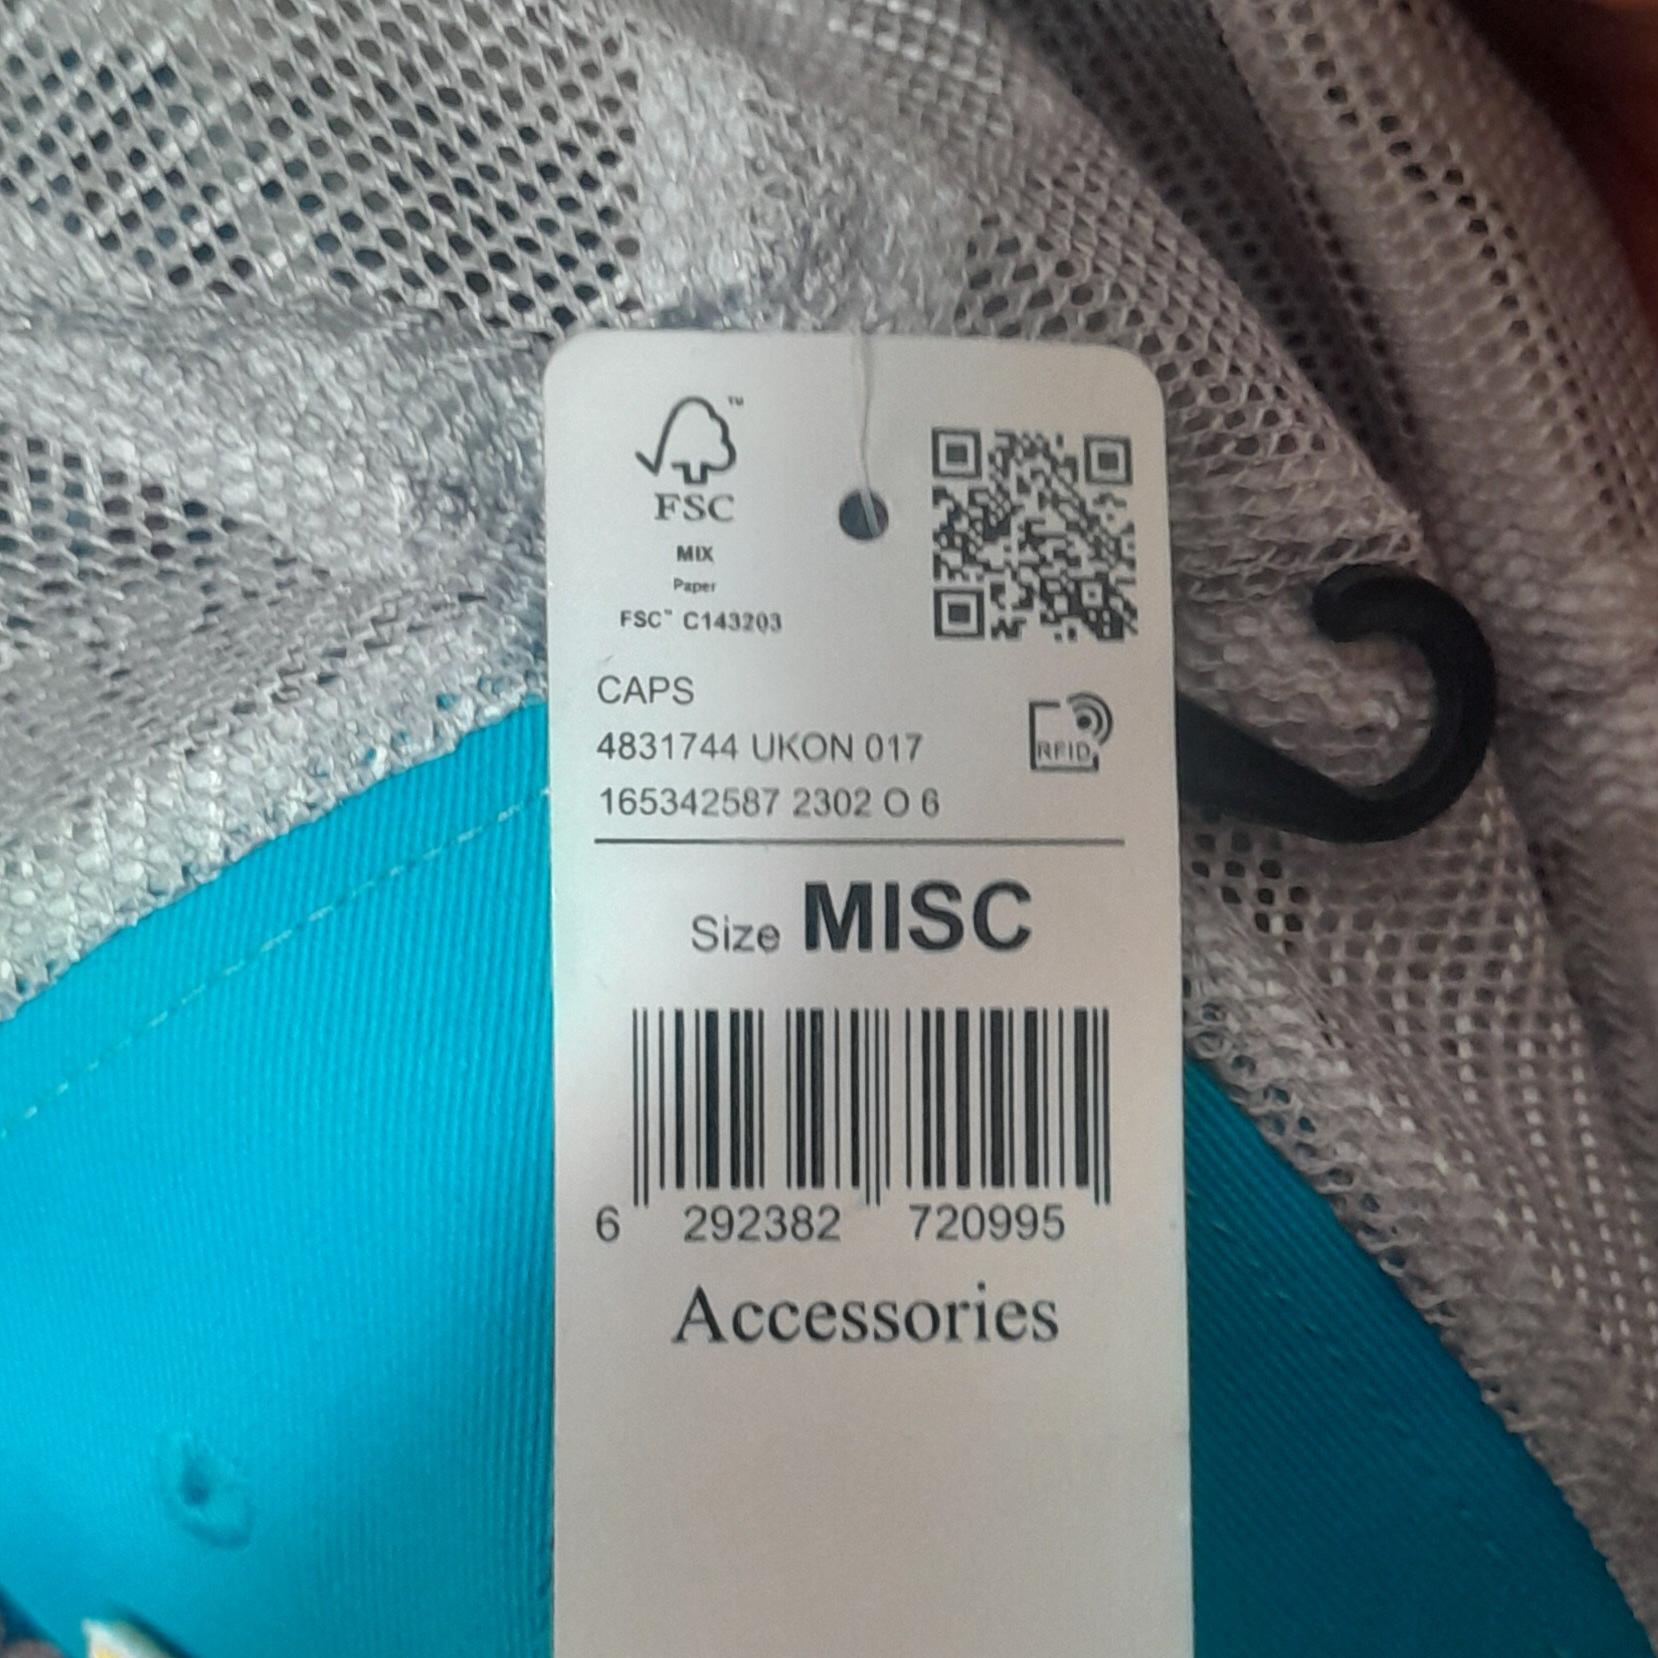 ™
FSC
MIX
Paper
FSC™ C143203
CAPS
4831744 UKON 017
RFID
165342587 2302 O 6
Size MISC
6 292382 720995
Accessories